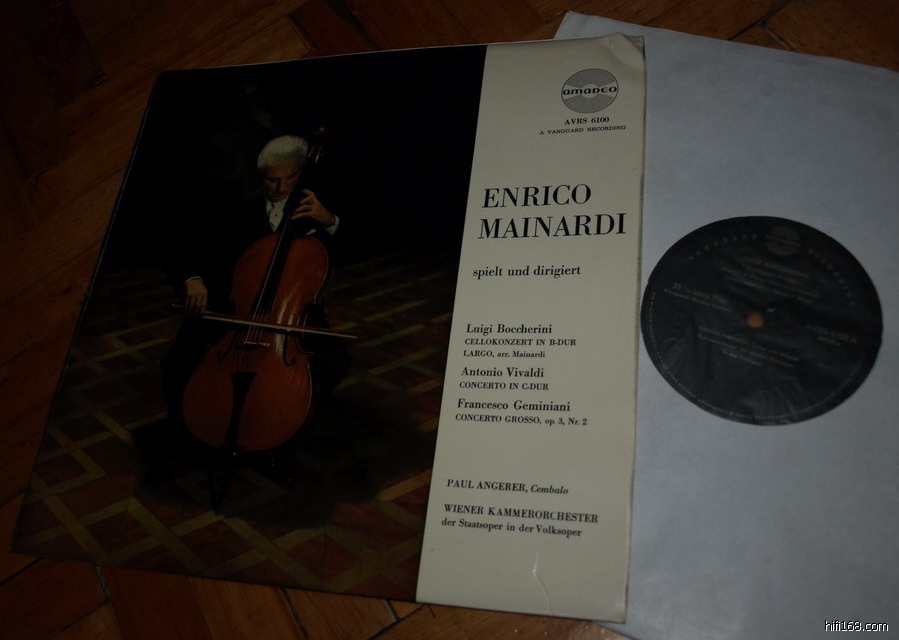 amadeo
AVRS 6100
A VANGUARD RECORDING
ENRICO
MAINARDI
spielt und dirigiert
Luigi Boccherini
CELLOKONZERT IN B-DUR
LARGO, arr. Mainardi
Antonio Vivaldi
CONCERTO IN C-DUR
Francesco Geminiani
CONCERTO GROSSO, op. 3, Nr. 2
PAUL ANGERER, Cembalo
WIENER KAMMERORCHESTER
der Staatsoper in der Volksoper
hifi168.com